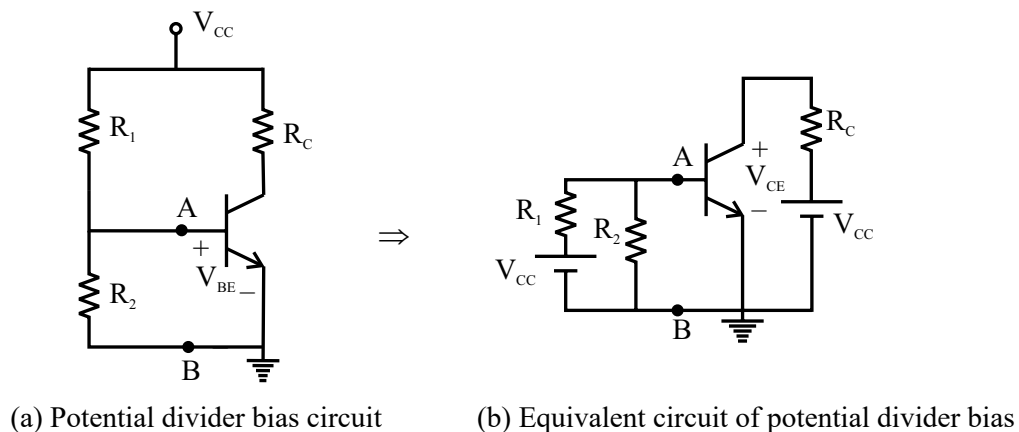 V_CC
R_1
R_C
A
+
V_BE –
R_2
B
⇒
A
+
V_CE
–
R_C
R_1
R_2
V_CC
V_CC
B
(a) Potential divider bias circuit
(b) Equivalent circuit of potential divider bias